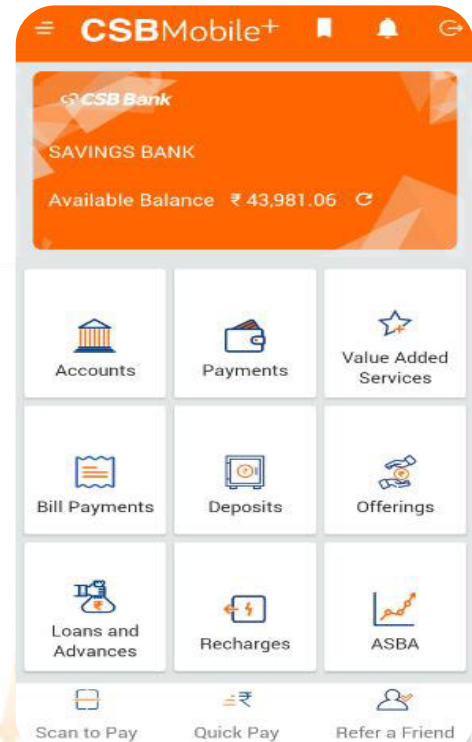 CSBMobile+
CSB Bank
SAVINGS BANK
Available Balance ₹ 43,981.06
Accounts
Payments
Value Added
Services
Bill Payments
Deposits
Offerings
Loans and
Advances
Recharges
ASBA
Scan to Pay
Quick Pay
Refer a Friend